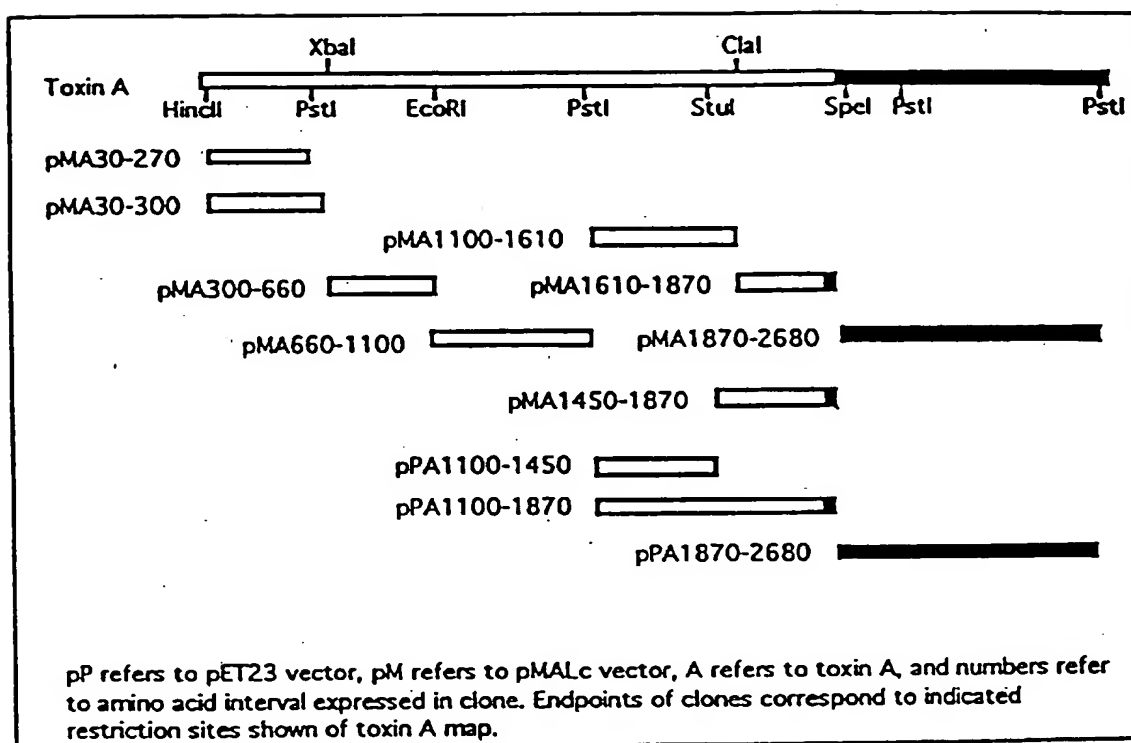 XbaI ClaI
Toxin A
HincII PstI EcoRI PstI StuI SpeI PstI PstI
pMA30-270
pMA30-300
pMA1100-1610
pMA300-660 pMA1610-1870
pMA660-1100 pMA1870-2680
pMA1450-1870
pPA1100-1450
pPA1100-1870
pPA1870-2680
pP refers to pET23 vector, pM refers to pMALc vector, A refers to toxin A, and numbers refer
to amino acid interval expressed in clone. Endpoints of clones correspond to indicated
restriction sites shown of toxin A map.